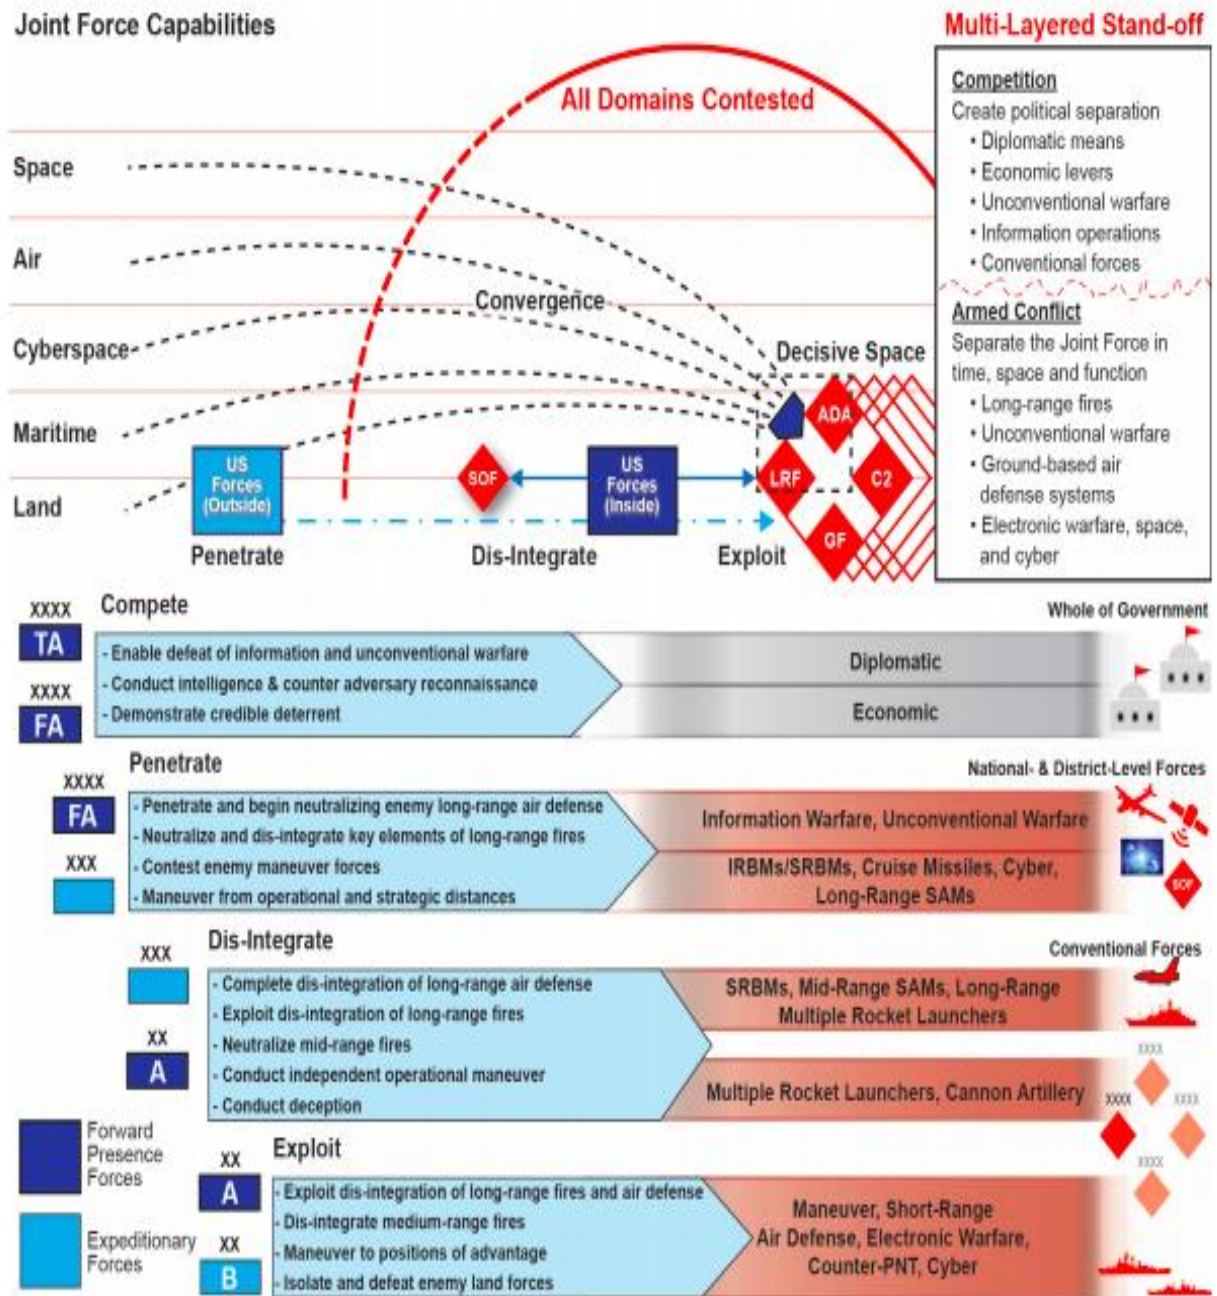 Joint Force Capabilities
Multi-Layered Stand-off
All Domains Contested
Space
Air
Cyberspace
Maritime
Land
Convergence
Decisive Space
ADA
LRF
C2
GF
SOF
US
Forces
(Outside)
US
Forces
(Inside)
Penetrate
Dis-Integrate
Exploit
Competition
Create political separation
• Diplomatic means
• Economic levers
• Unconventional warfare
• Information operations
• Conventional forces
Armed Conflict
Separate the Joint Force in
time, space and function
• Long-range fires
• Unconventional warfare
• Ground-based air
defense systems
• Electronic warfare, space,
and cyber
XXXX
TA
XXXX
FA
Compete
- Enable defeat of information and unconventional warfare
- Conduct intelligence & counter adversary reconnaissance
- Demonstrate credible deterrent
Diplomatic
Economic
Whole of Government
XXXX
FA
XXX
Penetrate
- Penetrate and begin neutralizing enemy long-range air defense
- Neutralize and dis-integrate key elements of long-range fires
- Contest enemy maneuver forces
- Maneuver from operational and strategic distances
Information Warfare, Unconventional Warfare
IRBMs/SRBMs, Cruise Missiles, Cyber,
Long-Range SAMs
National- & District-Level Forces
SOF
XXX
XX
A
Dis-Integrate
- Complete dis-integration of long-range air defense
- Exploit dis-integration of long-range fires
- Neutralize mid-range fires
- Conduct independent operational maneuver
- Conduct deception
SRBMs, Mid-Range SAMs, Long-Range
Multiple Rocket Launchers
Multiple Rocket Launchers, Cannon Artillery
Conventional Forces
XXXX
XXXX
XXXX
XXXX
Forward
Presence
Forces
Expeditionary
Forces
XX
A
XX
B
Exploit
- Exploit dis-integration of long-range fires and air defense
- Dis-integrate medium-range fires
- Maneuver to positions of advantage
- Isolate and defeat enemy land forces
Maneuver, Short-Range
Air Defense, Electronic Warfare,
Counter-PNT, Cyber